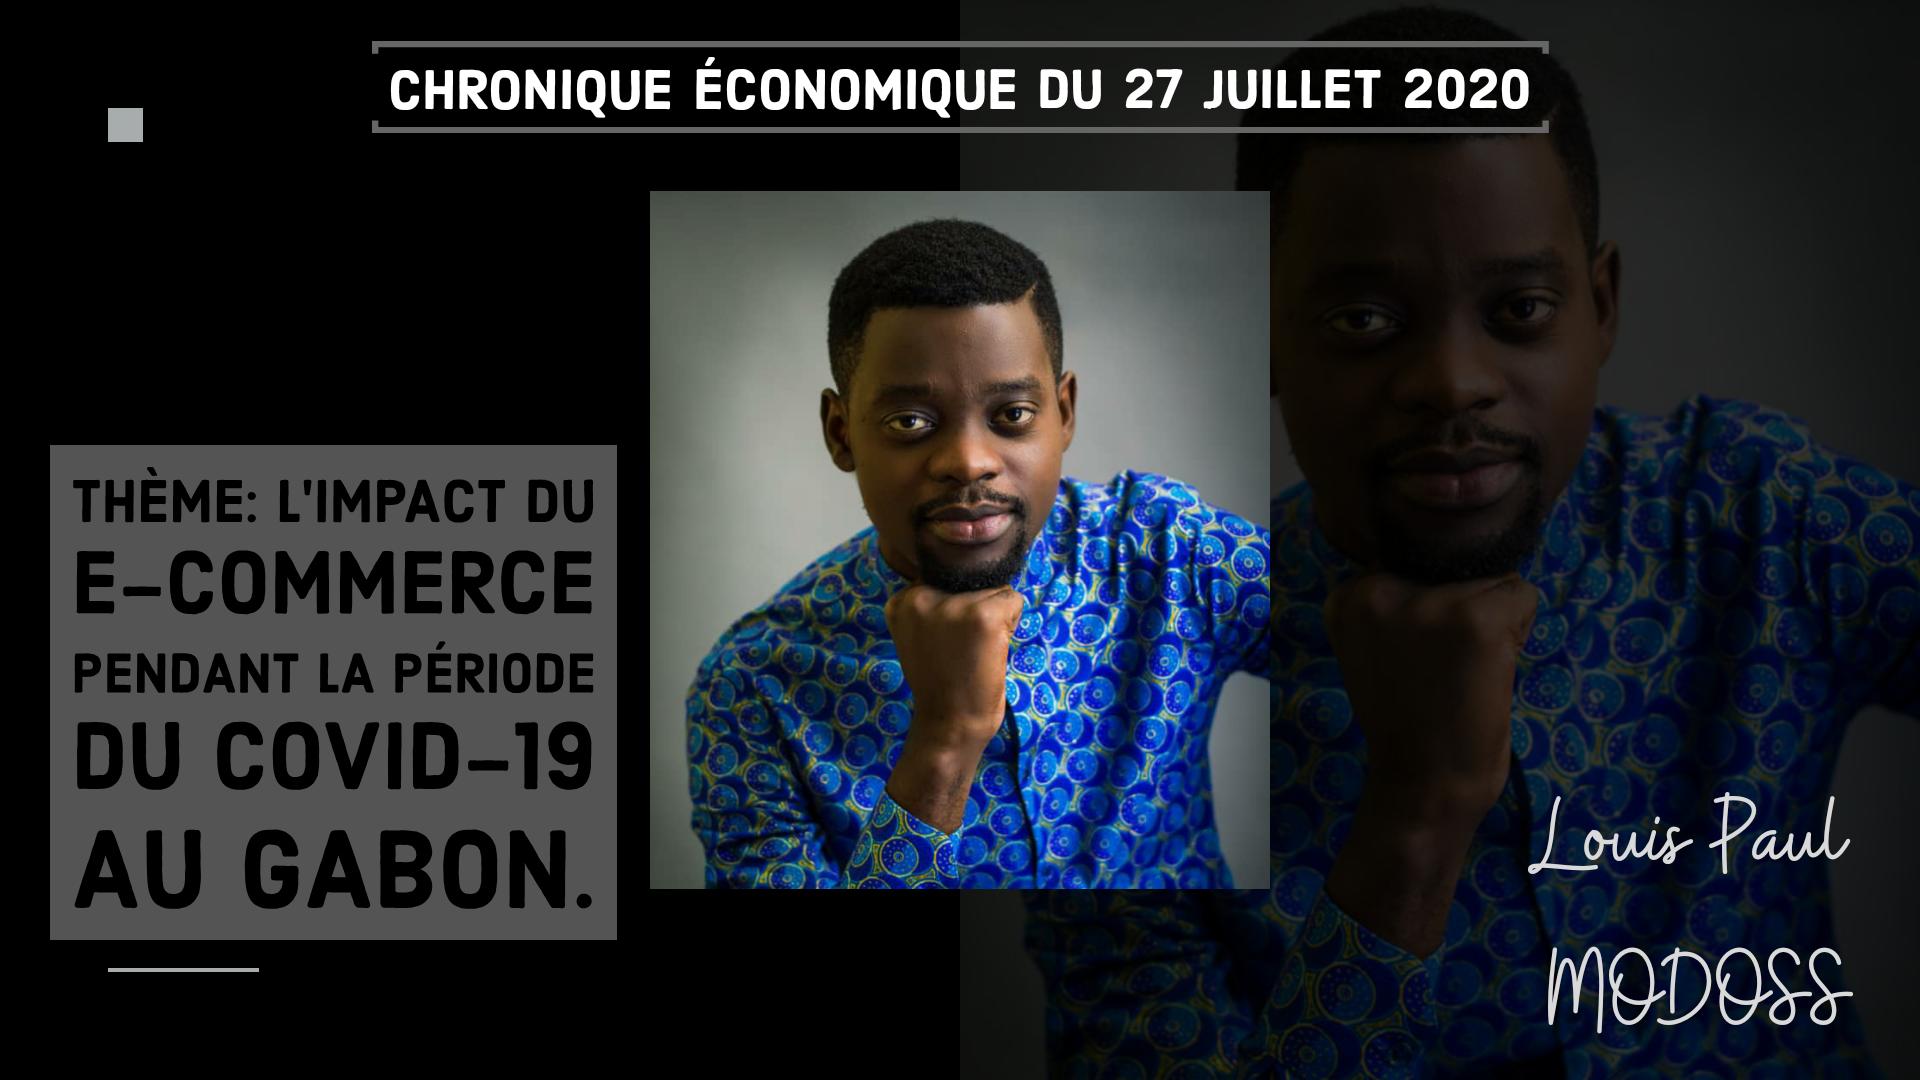 CHRONIQUE ÉCONOMIQUE DU 27 JUILLET 2020
THÈME: L'IMPACT DU
E-COMMERCE
PENDANT LA PÉRIODE
DU COVID-19
AU GABON.
Louis Paul
MODOSS